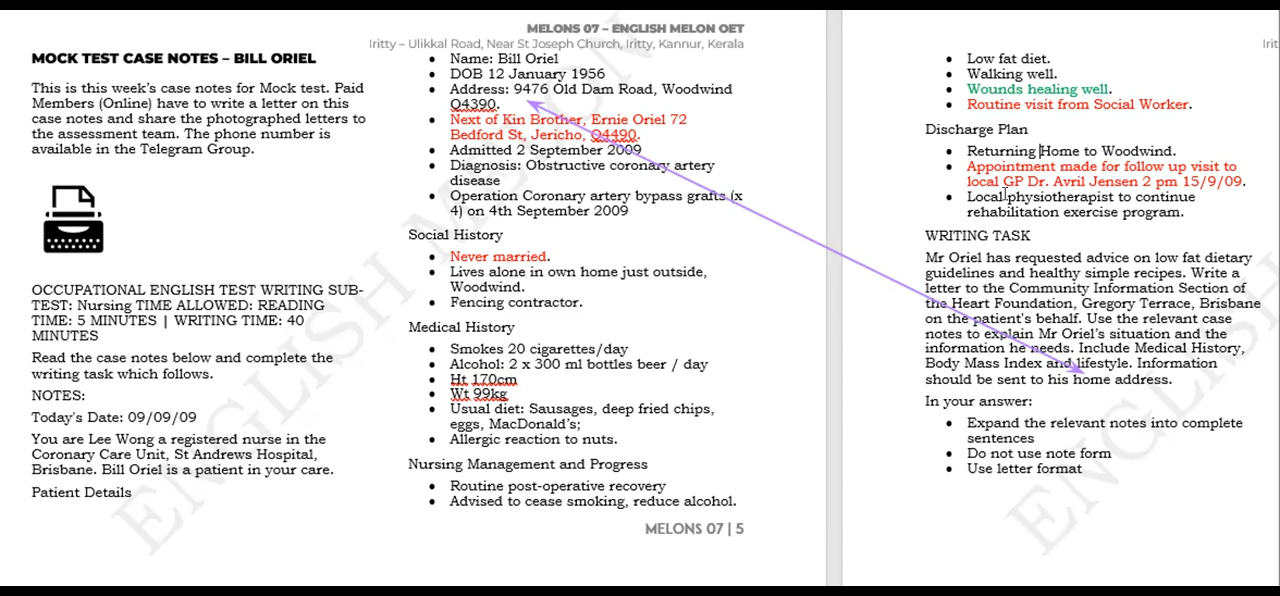 MOCK TEST CASE NOTES – BILL ORIEL
This is this week's case notes for Mock test. Paid
Members (Online) have to write a letter on this
case notes and share the photographed letters to
the assessment team. The phone number is
available in the Telegram Group.
OCCUPATIONAL ENGLISH TEST WRITING SUB-
TEST: Nursing TIME ALLOWED: READING
TIME: 5 MINUTES | WRITING TIME: 40
MINUTES
Read the case notes below and complete the
writing task which follows.
NOTES:
Today's Date: 09/09/09
You are Lee Wong a registered nurse in the
Coronary Care Unit, St Andrews Hospital,
Brisbane. Bill Oriel is a patient in your care.
Patient Details
MELONS 07 – ENGLISH MELON OET
Iritty – Ulikkal Road, Near St Joseph Church, Iritty, Kannur, Kerala
• Name: Bill Oriel
• DOB 12 January 1956
• Address: 9476 Old Dam Road, Woodwind
Q4390.
• Next of Kin Brother, Ernie Oriel 72
Bedford St, Jericho, Q4490.
• Admitted 2 September 2009
• Diagnosis: Obstructive coronary artery
disease
• Operation Coronary artery bypass grafts (x
4) on 4th September 2009
Social History
• Never married.
• Lives alone in own home just outside,
Woodwind.
• Fencing contractor.
Medical History
• Smokes 20 cigarettes/day
• Alcohol: 2 x 300 ml bottles beer / day
• Ht 170cm
• Wt 99kg
• Usual diet: Sausages, deep fried chips,
eggs, MacDonald's;
• Allergic reaction to nuts.
Nursing Management and Progress
• Routine post-operative recovery
• Advised to cease smoking, reduce alcohol.
MELONS 07 | 5
Irit
• Low fat diet.
• Walking well.
• Wounds healing well.
• Routine visit from Social Worker.
Discharge Plan
• Returning Home to Woodwind.
• Appointment made for follow up visit to
local GP Dr. Avril Jensen 2 pm 15/9/09.
• Local physiotherapist to continue
rehabilitation exercise program.
WRITING TASK
Mr Oriel has requested advice on low fat dietary
guidelines and healthy simple recipes. Write a
letter to the Community Information Section of
the Heart Foundation, Gregory Terrace, Brisbane
on the patient's behalf. Use the relevant case
notes to explain Mr Oriel's situation and the
information he needs. Include Medical History,
Body Mass Index and lifestyle. Information
should be sent to his home address.
In your answer:
• Expand the relevant notes into complete
sentences
• Do not use note form
• Use letter format
ENGLISH MELON
ENGLISH